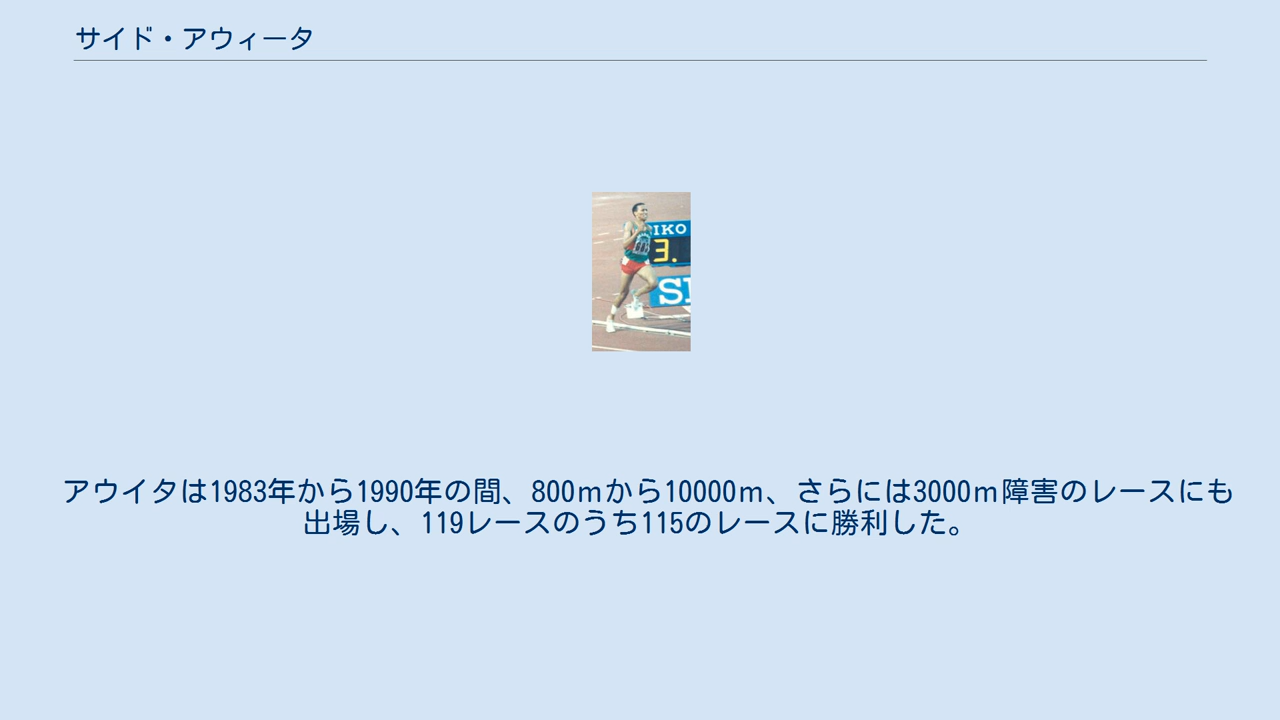 サイド・アウィータ
IKO
3.
アウイタは1983年から1990年の間、800ｍから10000ｍ、さらには3000ｍ障害のレースにも
出場し、119レースのうち115のレースに勝利した。